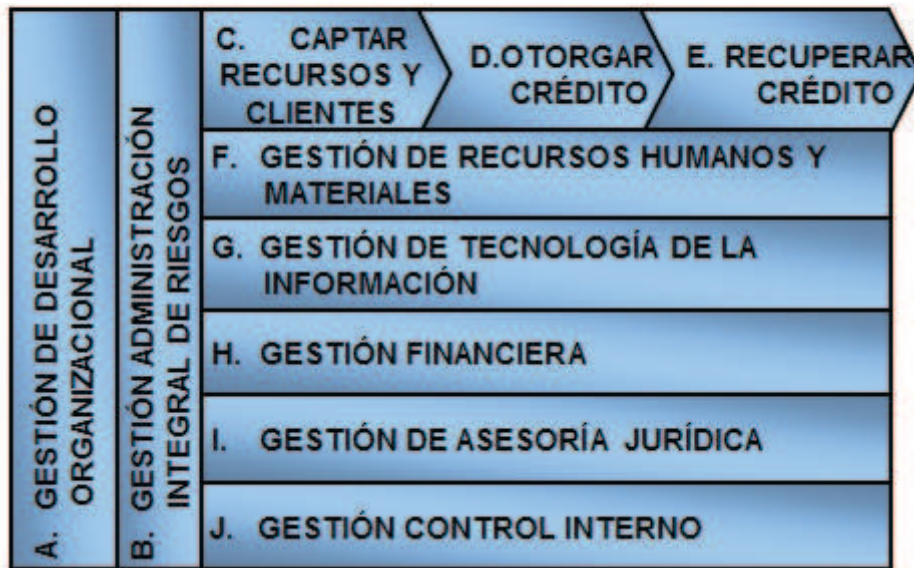 A. GESTIÓN DE DESARROLLO
ORGANIZACIONAL
B. GESTIÓN ADMINISTRACIÓN
INTEGRAL DE RIESGOS
C. CAPTAR
RECURSOS Y
CLIENTES
D.OTORGAR
CRÉDITO
E. RECUPERAR
CRÉDITO
F. GESTIÓN DE RECURSOS HUMANOS Y
MATERIALES
G. GESTIÓN DE TECNOLOGÍA DE LA
INFORMACIÓN
H. GESTIÓN FINANCIERA
I. GESTIÓN DE ASESORÍA JURÍDICA
J. GESTIÓN CONTROL INTERNO